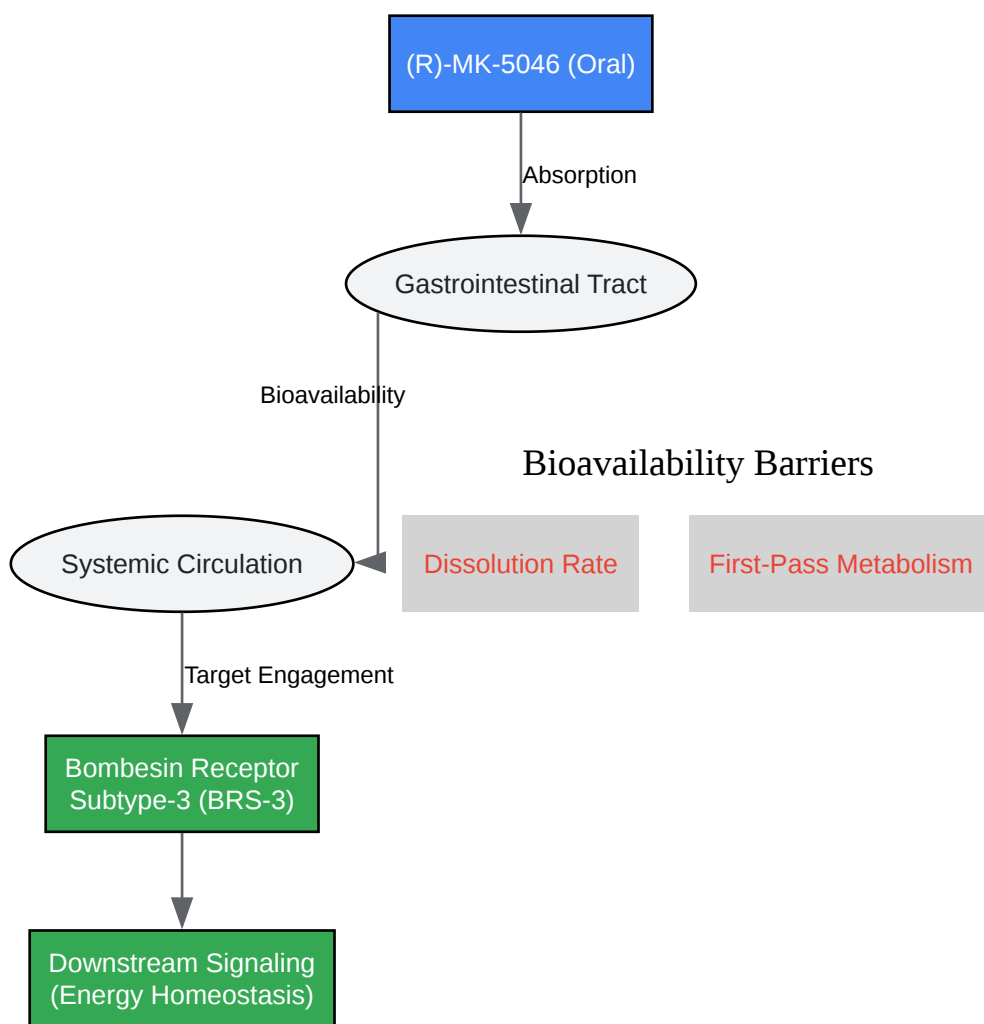 (R)-MK-5046 (Oral)
Absorption
Gastrointestinal Tract
Bioavailability
Bioavailability Barriers
Systemic Circulation
Dissolution Rate
First-Pass Metabolism
Target Engagement
Bombesin Receptor
Subtype-3 (BRS-3)
Downstream Signaling
(Energy Homeostasis)